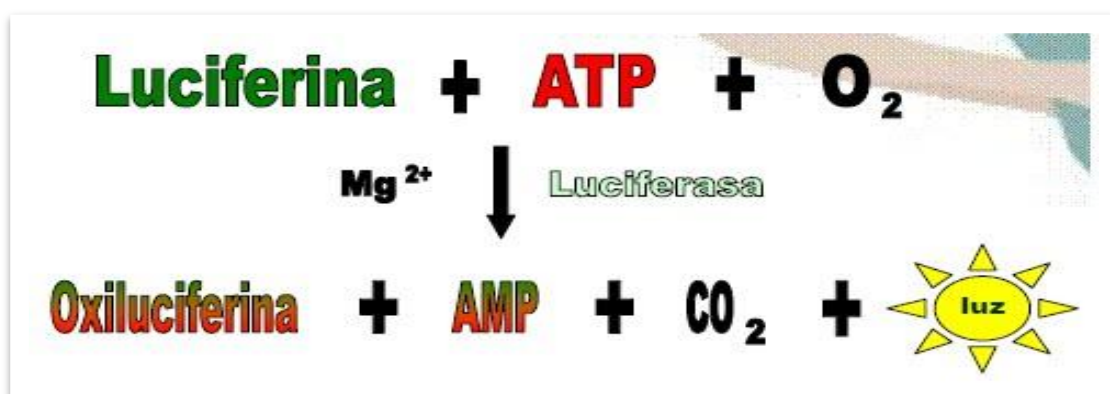 Luciferina + ATP + O2
Mg 2+ Luciferasa
Oxiluciferina + AMP + CO2 + luz